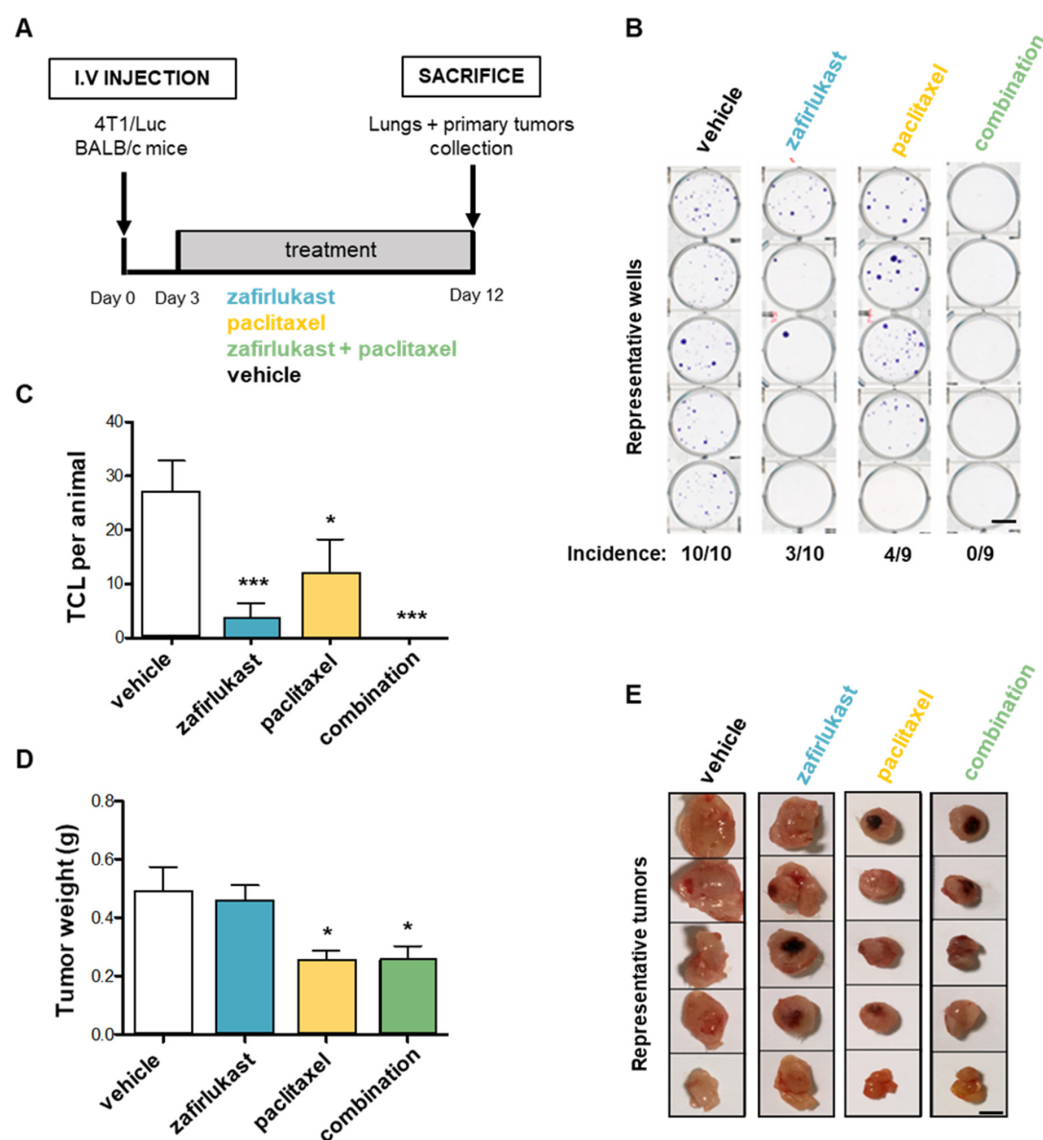 A
I.V INJECTION
SACRIFICE
4T1/Luc
BALB/c mice
Lungs + primary tumors
collection
treatment
Day 0
Day 3
Day 12
zafirlukast
paclitaxel
zafirlukast + paclitaxel
vehicle
B
vehicle
zafirlukast
paclitaxel
combination
Representative wells
Incidence: 10/10 3/10 4/9 0/9
C
TCL per animal
40
30
20
10
0
***
*
***
vehicle
zafirlukast
paclitaxel
combination
D
Tumor weight (g)
0.8
0.6
0.4
0.2
0.0
*
*
vehicle
zafirlukast
paclitaxel
combination
E
vehicle
zafirlukast
paclitaxel
combination
Representative tumors